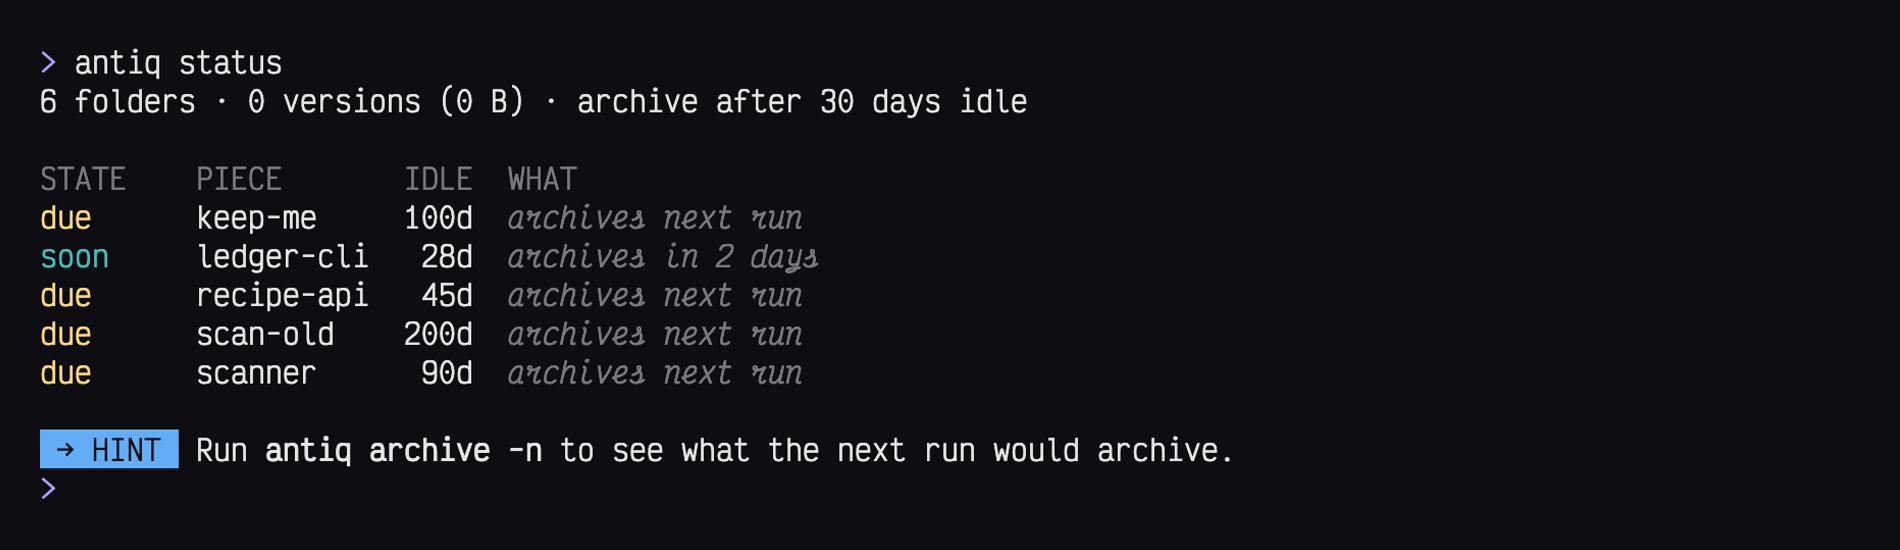 > antiq status
6 folders · 0 versions (0 B) · archive after 30 days idle
STATE PIECE IDLE WHAT
due keep-me 100d archives next run
soon ledger-cli 28d archives in 2 days
due recipe-api 45d archives next run
due scan-old 200d archives next run
due scanner 90d archives next run
→ HINT Run antiq archive -n to see what the next run would archive.
>